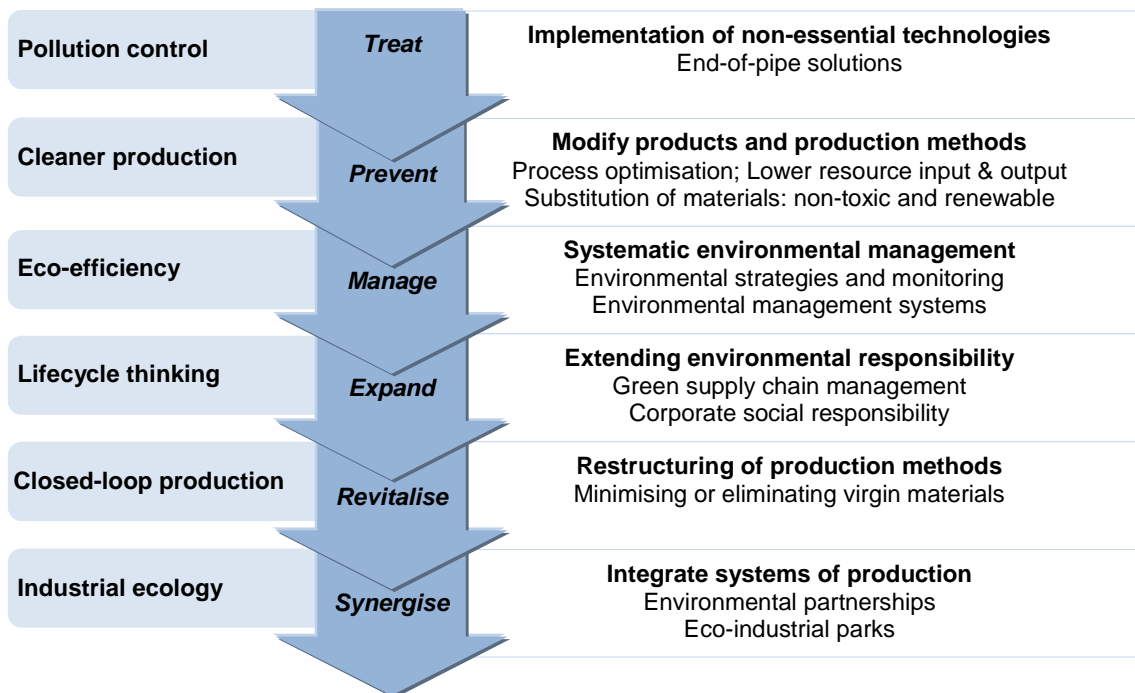 Pollution control
Treat
Implementation of non-essential technologies
End-of-pipe solutions
Cleaner production
Prevent
Modify products and production methods
Process optimisation; Lower resource input & output
Substitution of materials: non-toxic and renewable
Eco-efficiency
Manage
Systematic environmental management
Environmental strategies and monitoring
Environmental management systems
Lifecycle thinking
Expand
Extending environmental responsibility
Green supply chain management
Corporate social responsibility
Closed-loop production
Revitalise
Restructuring of production methods
Minimising or eliminating virgin materials
Industrial ecology
Synergise
Integrate systems of production
Environmental partnerships
Eco-industrial parks